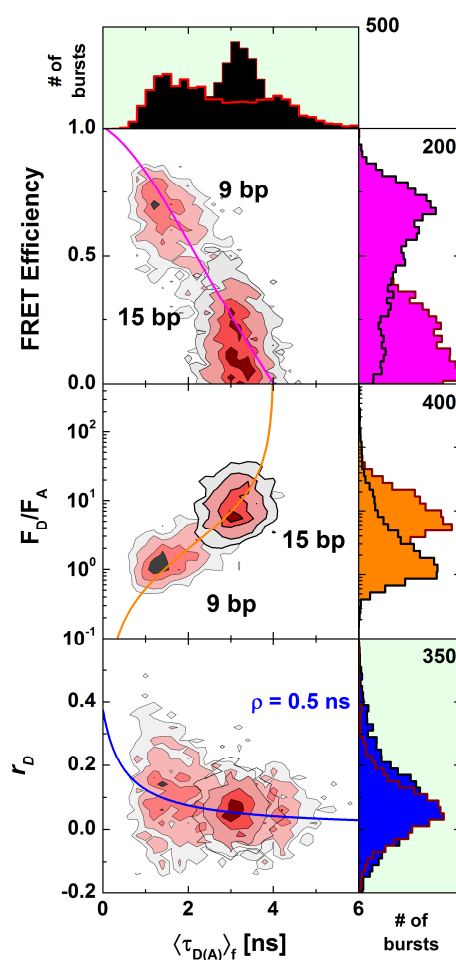 500
# of
bursts
1.0
200
9 bp
FRET Efficiency
0.5
15 bp
0.0
400
10²
F_D/F_A
10¹
15 bp
10⁰
9 bp
10⁻¹
350
ρ = 0.5 ns
0.4
r_D
0.2
0.0
-0.2
0 2 4 6
⟨τ_D(A)⟩_f [ns]
# of
bursts